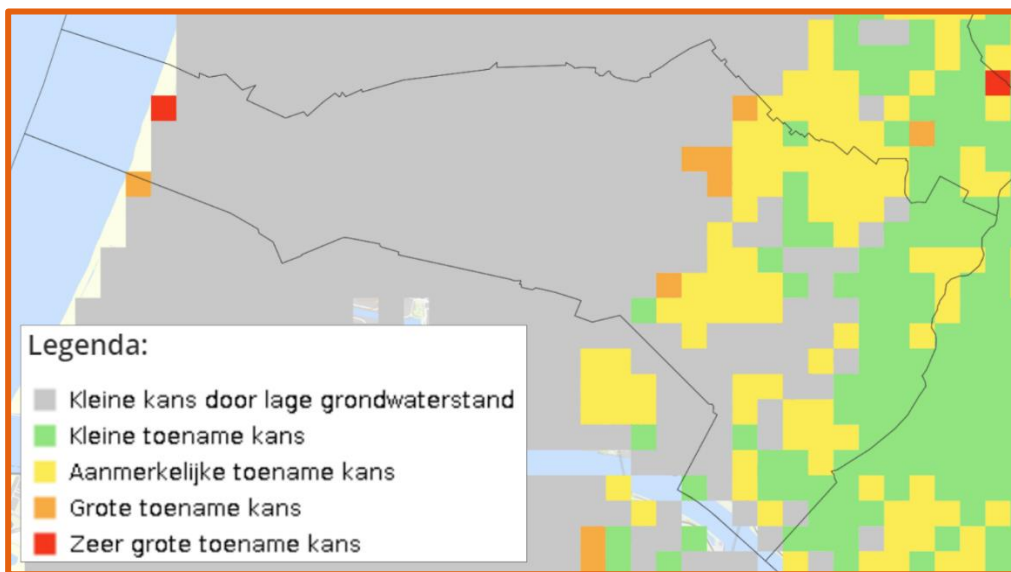 Legenda:
Kleine kans door lage grondwaterstand
Kleine toename kans
Aanmerkelijke toename kans
Grote toename kans
Zeer grote toename kans